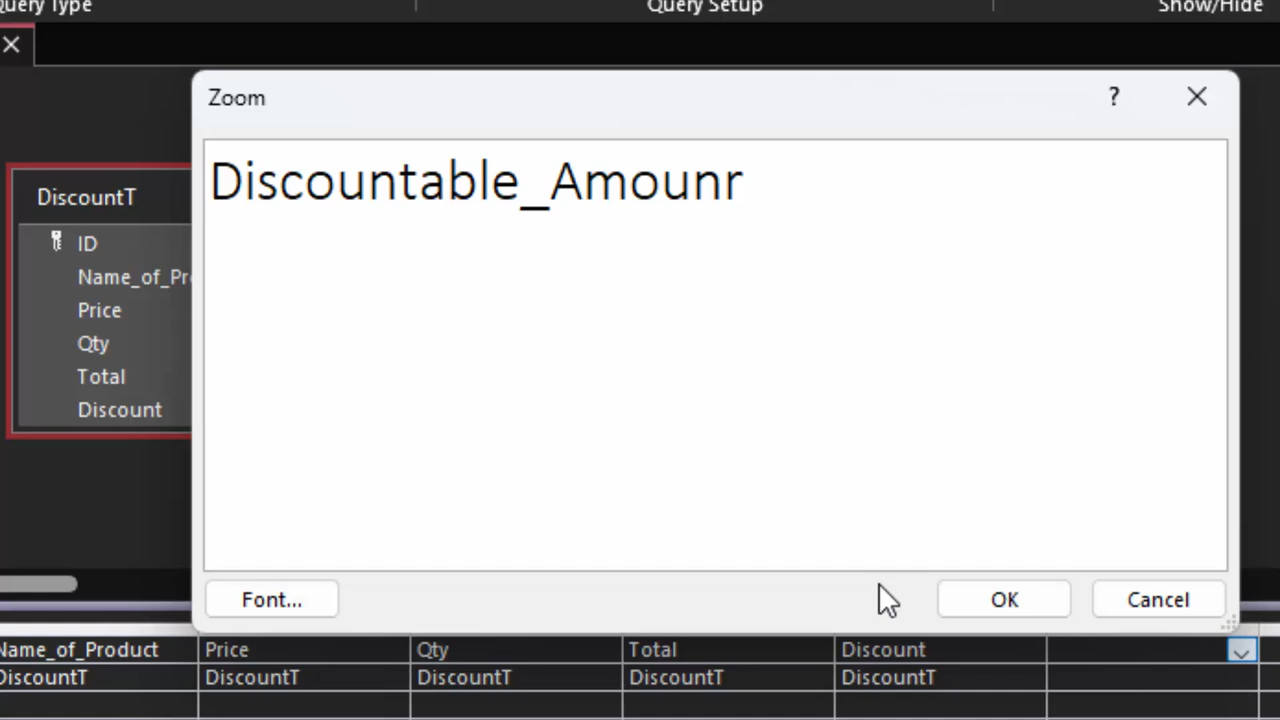 Query Type Query Setup Show/Hide
Zoom ?
Discountable_Amounr
DiscountT
ID
Name_of_Pr
Price
Qty
Total
Discount
Font... OK Cancel
Name_of_Product Price Qty Total Discount
DiscountT DiscountT DiscountT DiscountT DiscountT